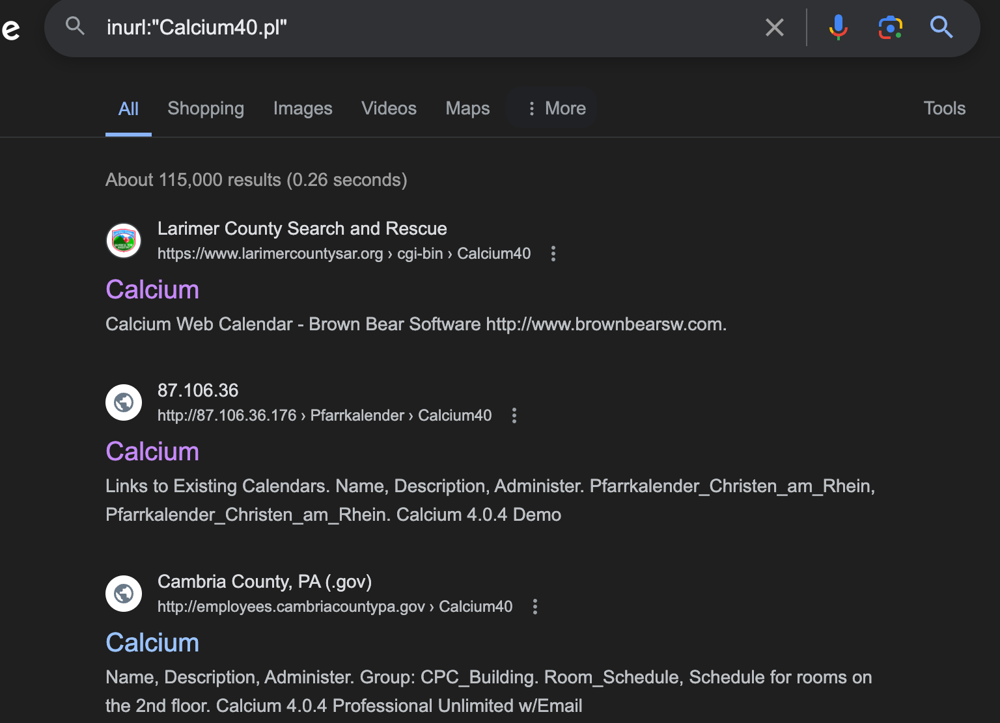 e
inurl:"Calcium40.pl"
All Shopping Images Videos Maps More Tools
About 115,000 results (0.26 seconds)
Larimer County Search and Rescue
https://www.larimercountysar.org › cgi-bin › Calcium40
Calcium
Calcium Web Calendar - Brown Bear Software http://www.brownbearsw.com.
87.106.36
http://87.106.36.176 › Pfarrkalender › Calcium40
Calcium
Links to Existing Calendars. Name, Description, Administer. Pfarrkalender_Christen_am_Rhein,
Pfarrkalender_Christen_am_Rhein. Calcium 4.0.4 Demo
Cambria County, PA (.gov)
http://employees.cambriacountypa.gov › Calcium40
Calcium
Name, Description, Administer. Group: CPC_Building. Room_Schedule, Schedule for rooms on
the 2nd floor. Calcium 4.0.4 Professional Unlimited w/Email